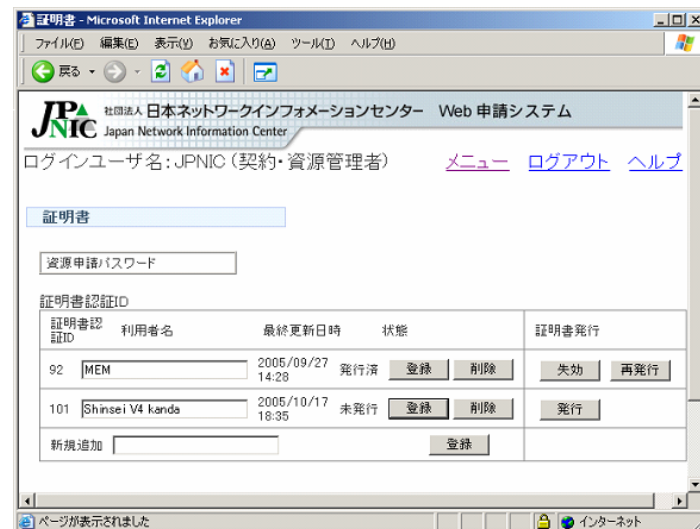 証明書 - Microsoft Internet Explorer
ファイル(F) 編集(E) 表示(V) お気に入り(A) ツール(T) ヘルプ(H)
戻る
JPNIC 社団法人 日本ネットワークインフォメーションセンター Web 申請システム
Japan Network Information Center
ログインユーザ名: JPNIC (契約・資源管理者) メニュー ログアウト ヘルプ
証明書
資源申請パスワード
証明書認証ID
証明書認証ID 利用者名 最終更新日時 状態 証明書発行
92 MEM 2005/09/27 14:28 発行済 登録 削除 失効 再発行
101 Shinsei V4 kanda 2005/10/17 18:35 未発行 登録 削除 発行
新規追加 登録
ページが表示されました インターネット